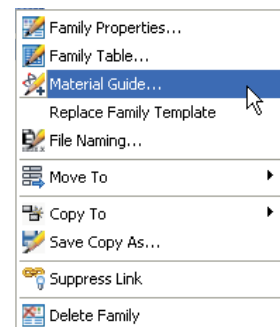 Family Properties...
Family Table...
Material Guide...
Replace Family Template
File Naming...
Move To
Copy To
Save Copy As...
Suppress Link
Delete Family